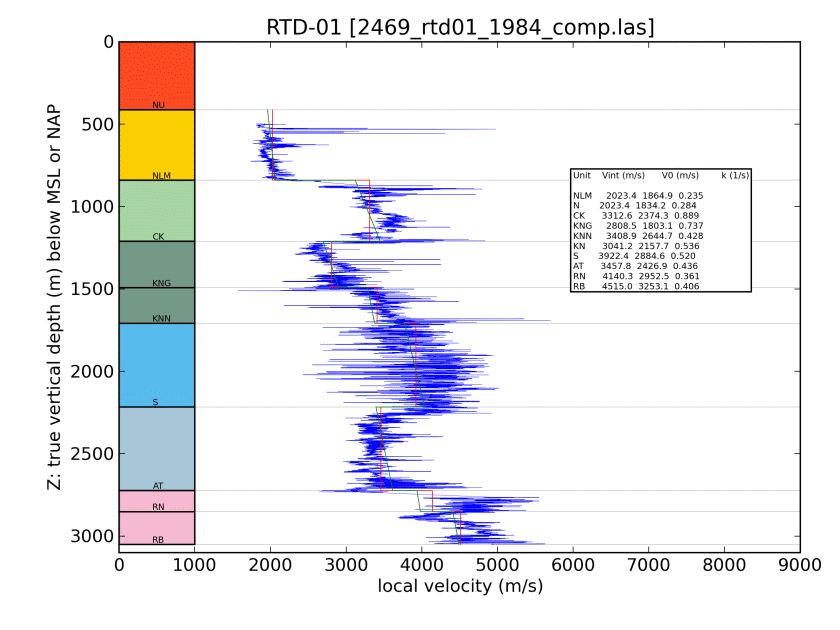 RTD-01 [2469_rtd01_1984_comp.las]
Z: true vertical depth (m) below MSL or NAP
0
500
1000
1500
2000
2500
3000
NU
NLM
CK
KNG
KNN
S
AT
RN
RB
Unit Vint (m/s) V0 (m/s) k (1/s)
NLM 2023.4 1864.9 0.235
N 2023.4 1834.2 0.284
CK 3312.6 2374.3 0.889
KNG 2808.5 1803.1 0.737
KNN 3408.9 2644.7 0.428
KN 3041.2 2157.7 0.536
S 3922.4 2884.6 0.520
AT 3457.8 2426.9 0.436
RN 4140.3 2952.5 0.361
RB 4515.0 3253.1 0.406
0 1000 2000 3000 4000 5000 6000 7000 8000 9000
local velocity (m/s)